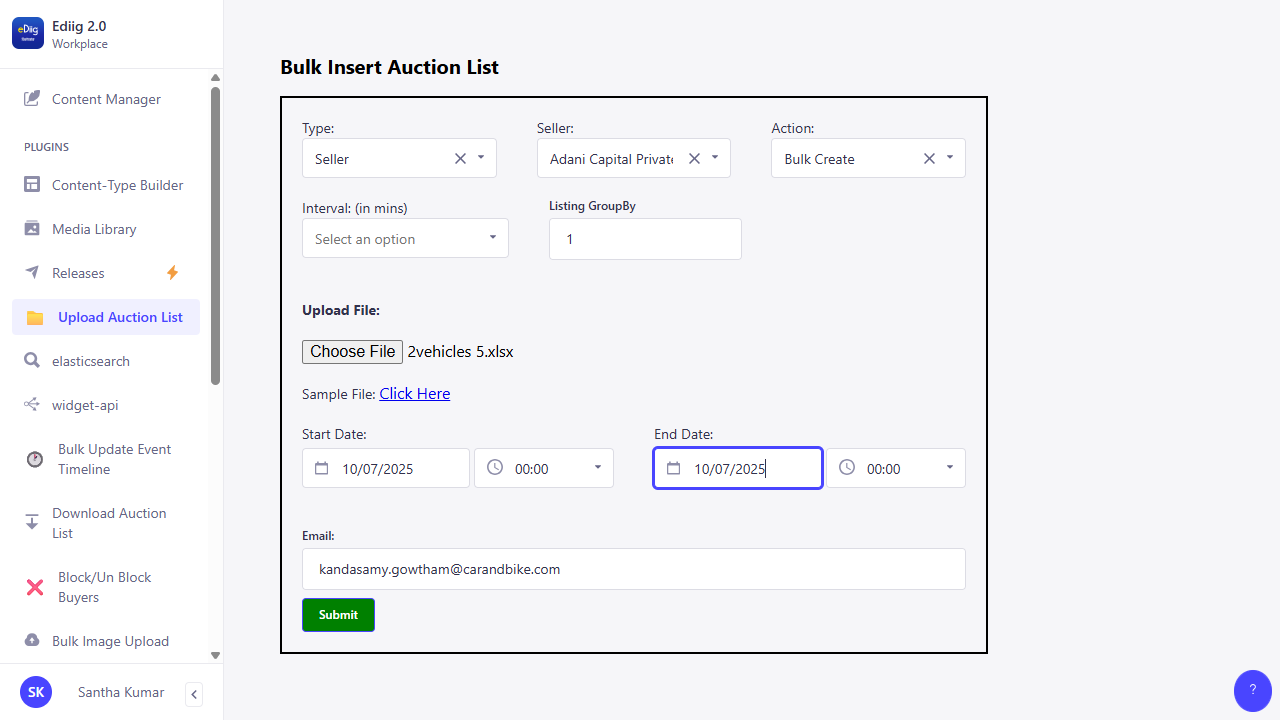 eDiig
Ediig 2.0
Workplace
Content Manager
PLUGINS
Content-Type Builder
Media Library
Releases
Upload Auction List
elasticsearch
widget-api
Bulk Update Event
Timeline
Download Auction
List
Block/Un Block
Buyers
Bulk Image Upload
SK
Santha Kumar
Bulk Insert Auction List
Type:
Seller:
Action:
Seller
Adani Capital Private
Bulk Create
Interval: (in mins)
Listing GroupBy
Select an option
1
Upload File:
Choose File 2vehicles 5.xlsx
Sample File: Click Here
Start Date:
End Date:
10/07/2025
00:00
10/07/2025
00:00
Email:
kandasamy.gowtham@carandbike.com
Submit
?